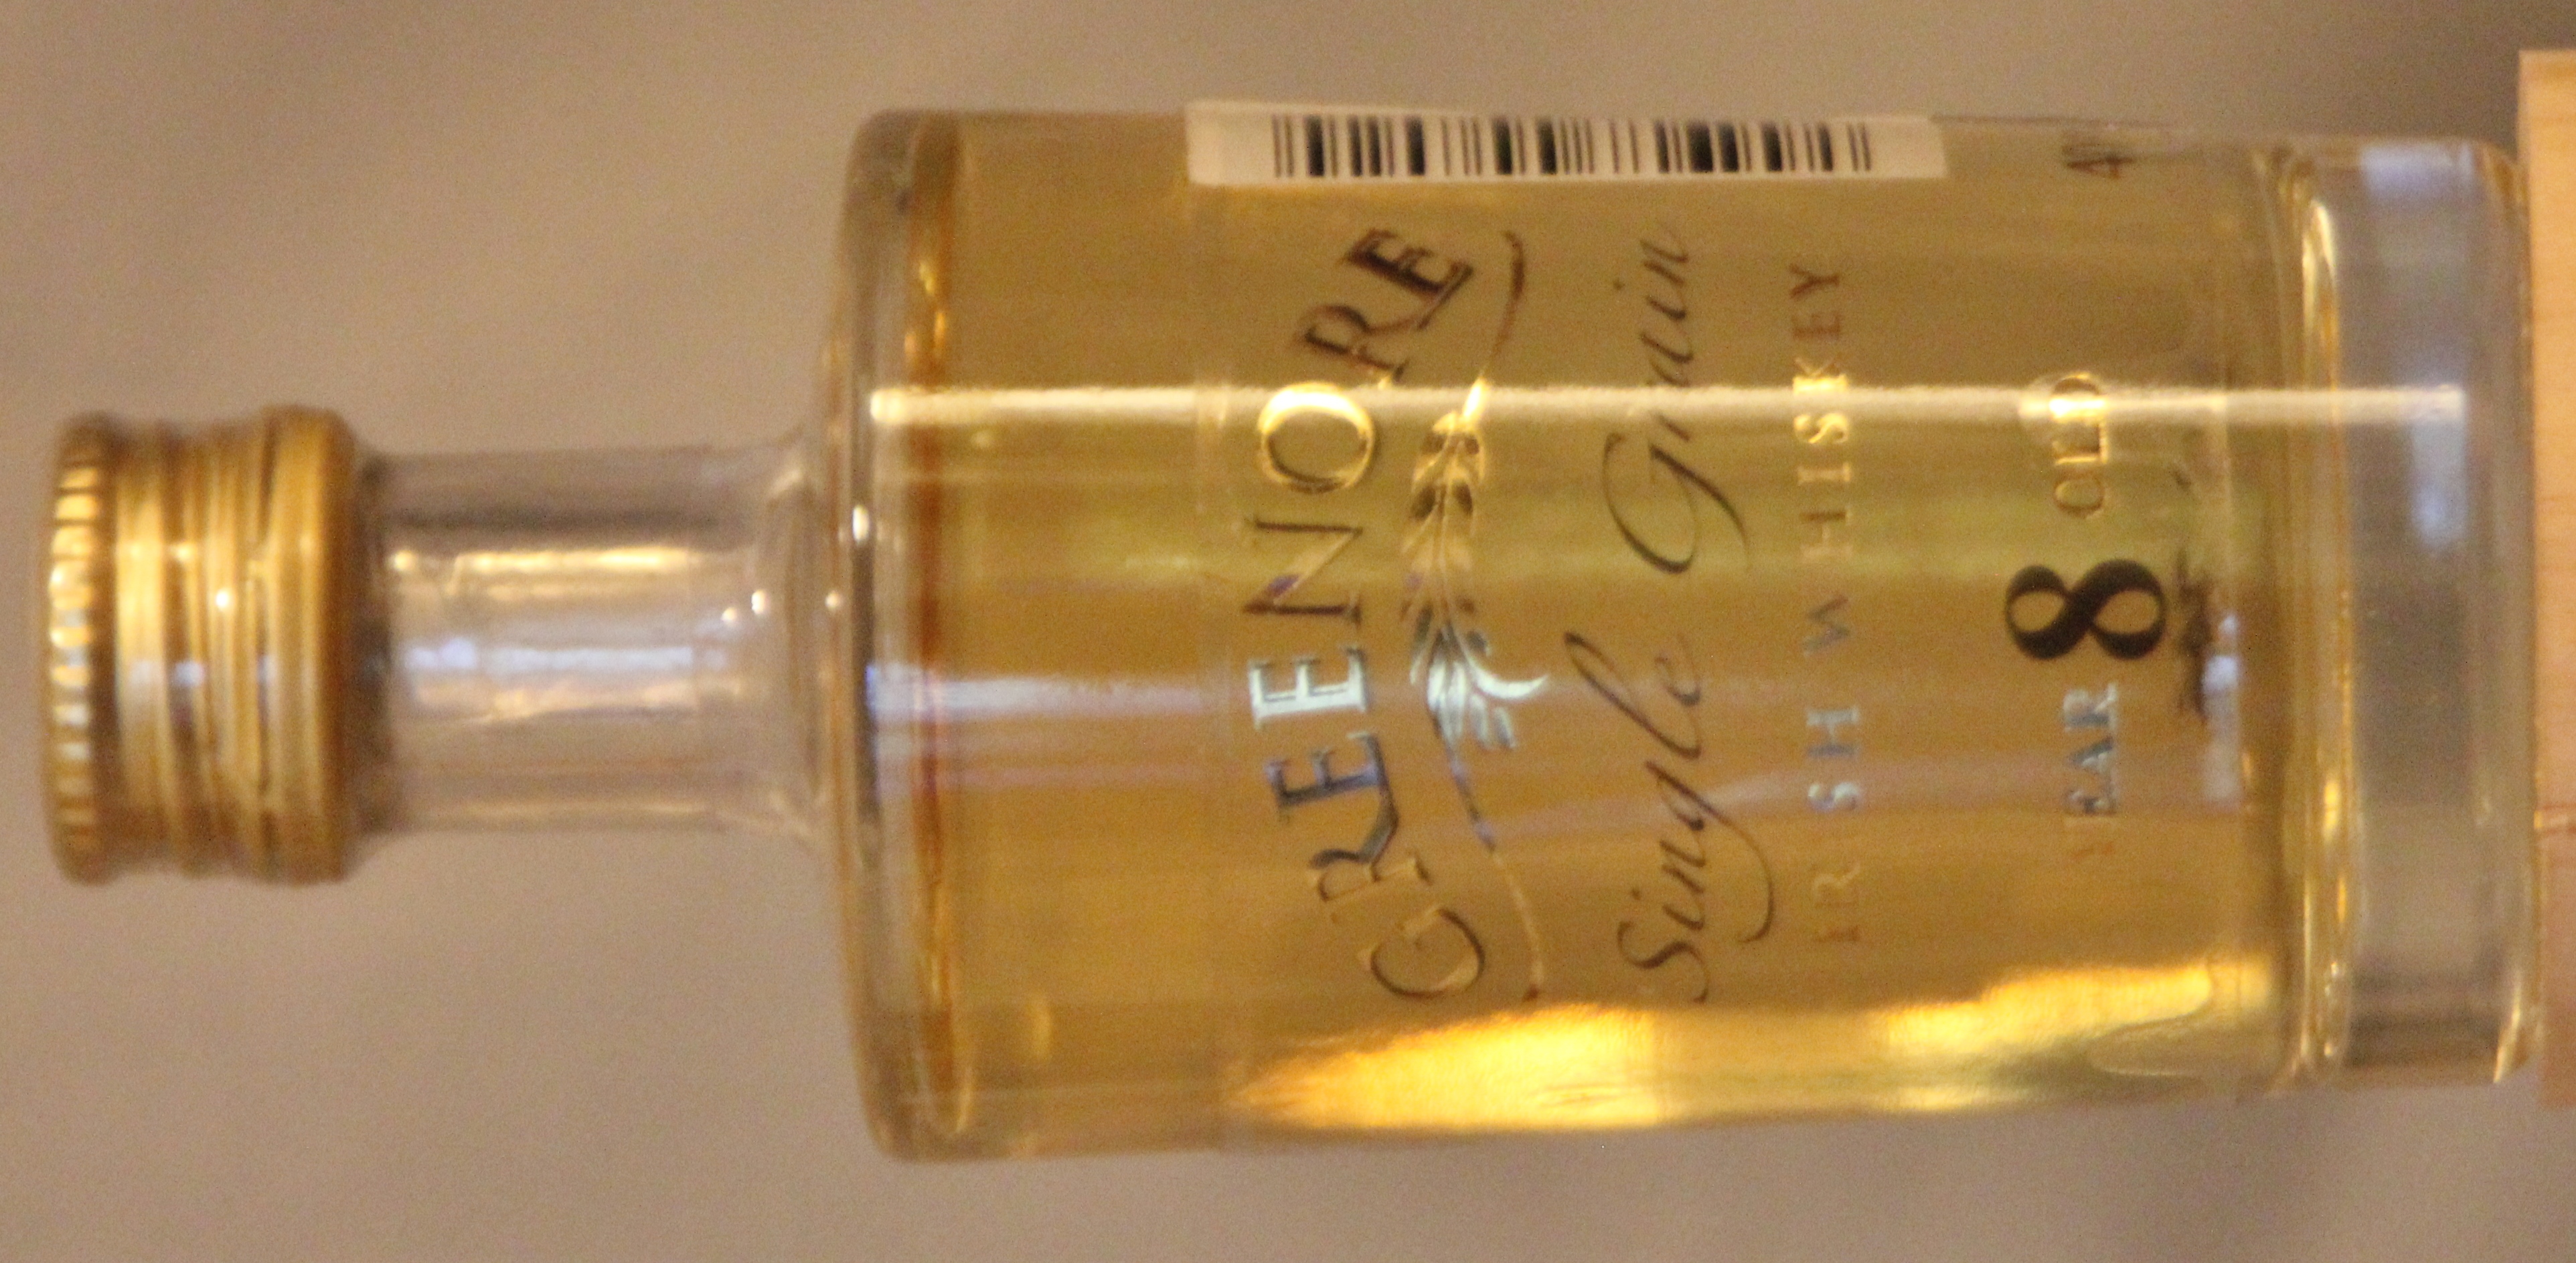 GREENORE
Single Grain
IRISH WHISKEY
8
YEAR OLD